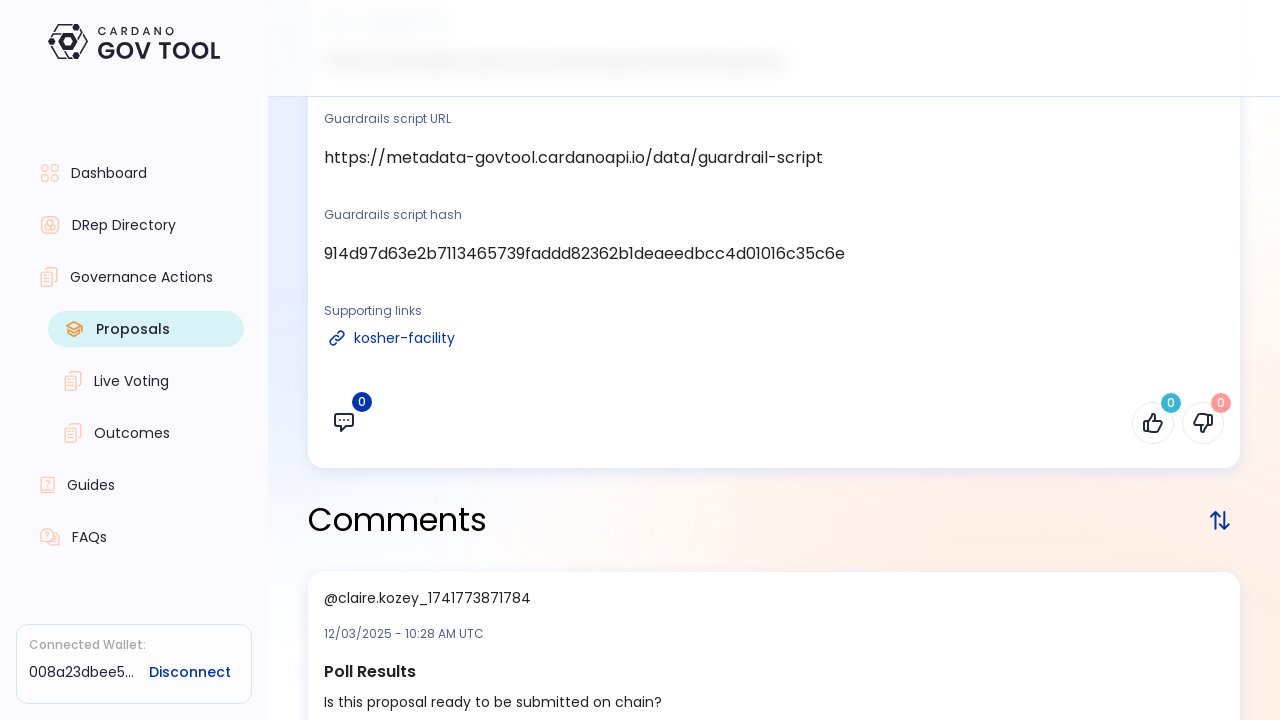 CARDANO
GOV TOOL
Dashboard
DRep Directory
Governance Actions
Proposals
Live Voting
Outcomes
Guides
FAQs
Connected Wallet:
008a23dbee5...
Disconnect
Guardrails script URL
https://metadata-govtool.cardanoapi.io/data/guardrail-script
Guardrails script hash
914d97d63e2b7113465739faddd82362b1deaeedbcc4d01016c35c6e
Supporting links
kosher-facility
0
0
0
Comments
@claire.kozey_1741773871784
12/03/2025 - 10:28 AM UTC
Poll Results
Is this proposal ready to be submitted on chain?